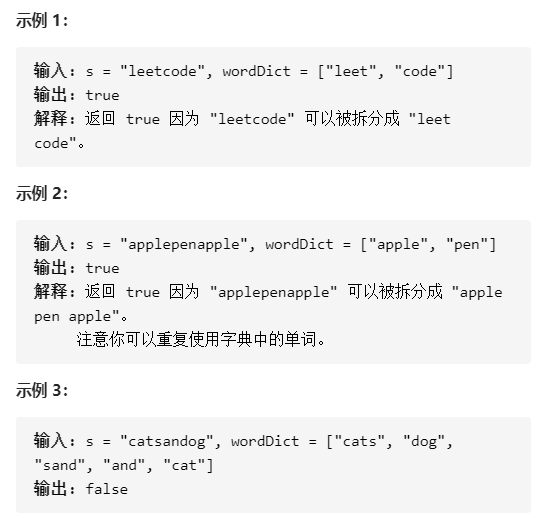 示例 1：
输入：s = "leetcode", wordDict = ["leet", "code"]
输出：true
解释：返回 true 因为 "leetcode" 可以被拆分成 "leet
code"。
示例 2：
输入：s = "applepenapple", wordDict = ["apple", "pen"]
输出：true
解释：返回 true 因为 "applepenapple" 可以被拆分成 "apple
pen apple"。
注意你可以重复使用字典中的单词。
示例 3：
输入：s = "catsandog", wordDict = ["cats", "dog",
"sand", "and", "cat"]
输出：false